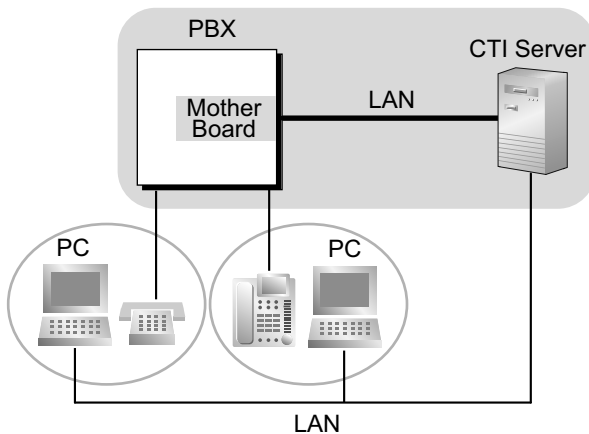 PBX
CTI Server
Mother
Board
LAN
PC
PC
LAN